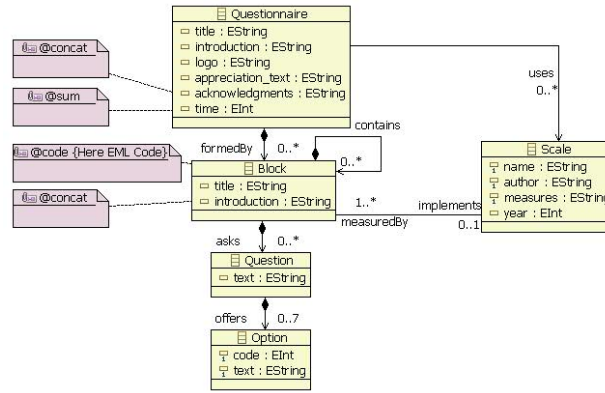 Questionnaire
title : EString
introduction : EString
logo : EString
appreciation_text : EString
acknowledgments : EString
time : EInt
@concat
@sum
uses
0..*
formedBy
0..*
contains
0..*
@code {Here EML Code}
@concat
Block
title : EString
introduction : EString
1..*
measuredBy
implements
0..1
Scale
name : EString
author : EString
measures : EString
year : EInt
asks
0..*
Question
text : EString
offers
0..7
Option
code : EInt
text : EString